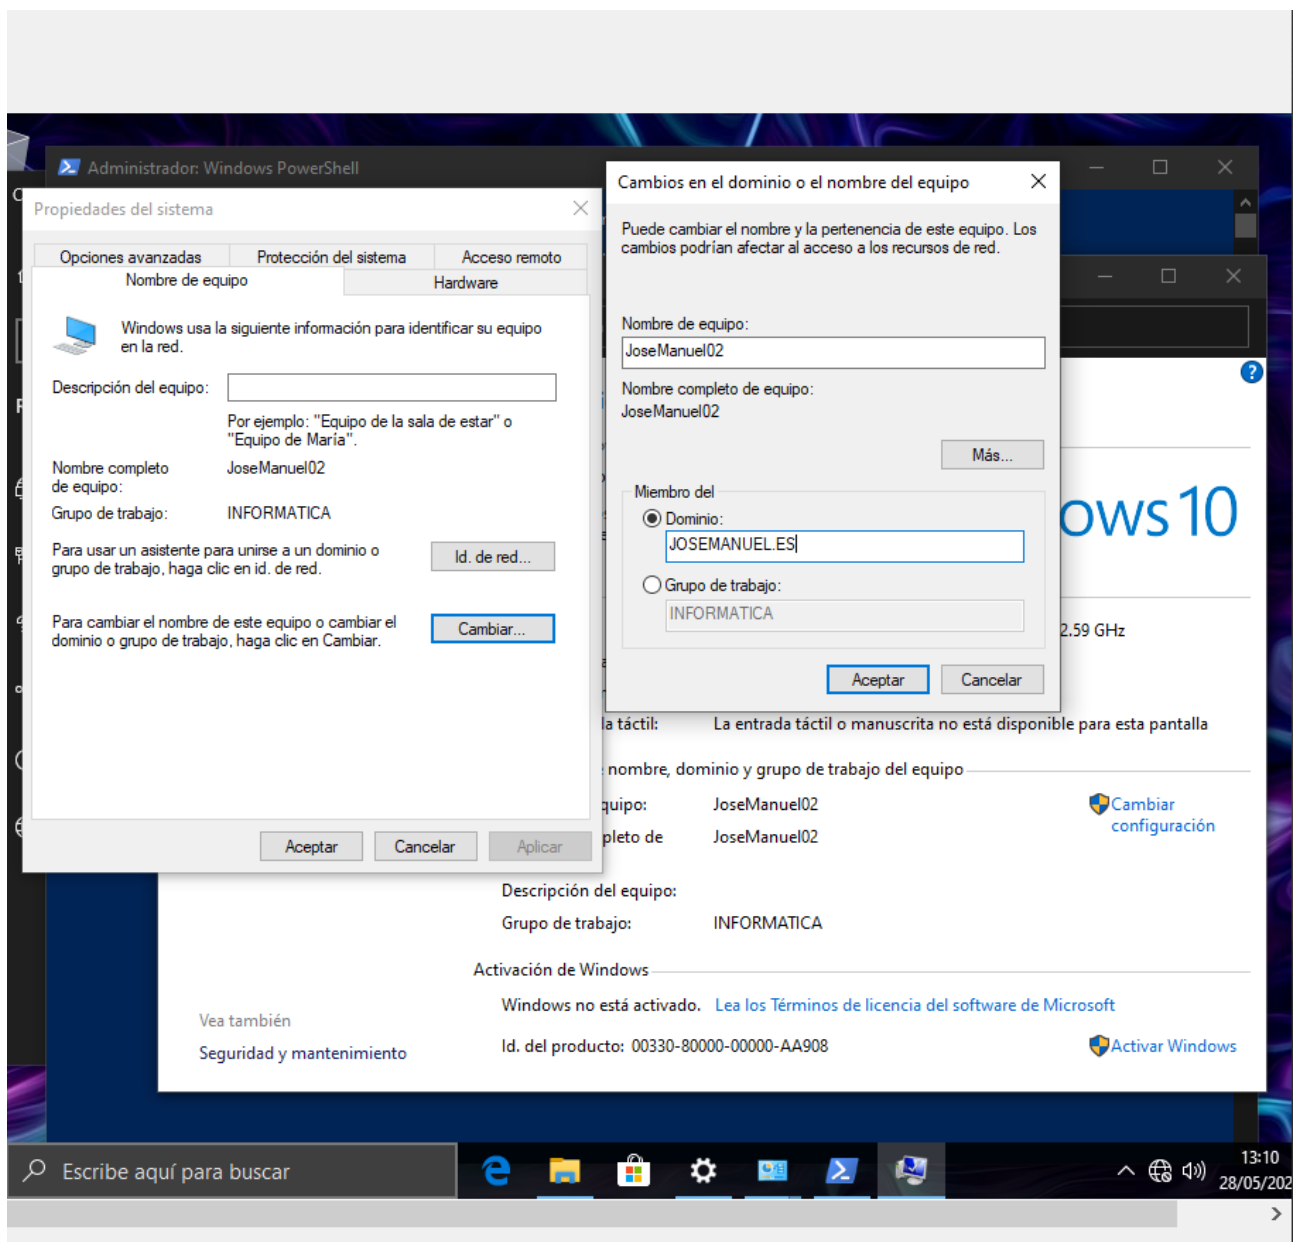 Administrador: Windows PowerShell
Propiedades del sistema
Opciones avanzadas
Protección del sistema
Acceso remoto
Nombre de equipo
Hardware
Windows usa la siguiente información para identificar su equipo
en la red.
Descripción del equipo:
Por ejemplo: "Equipo de la sala de estar" o
"Equipo de María".
Nombre completo
de equipo:
JoseManuel02
Grupo de trabajo:
INFORMATICA
Para usar un asistente para unirse a un dominio o
grupo de trabajo, haga clic en id. de red.
Id. de red...
Para cambiar el nombre de este equipo o cambiar el
dominio o grupo de trabajo, haga clic en Cambiar.
Cambiar...
Aceptar
Cancelar
Aplicar
Cambios en el dominio o el nombre del equipo
Puede cambiar el nombre y la pertenencia de este equipo. Los
cambios podrían afectar al acceso a los recursos de red.
Nombre de equipo:
JoseManuel02
Nombre completo de equipo:
JoseManuel02
Más...
Miembro del
Dominio:
JOSEMANUEL.ES
Grupo de trabajo:
INFORMATICA
Aceptar
Cancelar
ows 10
2.59 GHz
la táctil:
La entrada táctil o manuscrita no está disponible para esta pantalla
nombre, dominio y grupo de trabajo del equipo
quipo:
JoseManuel02
Cambiar
configuración
pleto de
JoseManuel02
Descripción del equipo:
Grupo de trabajo:
INFORMATICA
Activación de Windows
Windows no está activado.
Lea los Términos de licencia del software de Microsoft
Id. del producto: 00330-80000-00000-AA908
Activar Windows
Vea también
Seguridad y mantenimiento
Escribe aquí para buscar
13:10
28/05/202